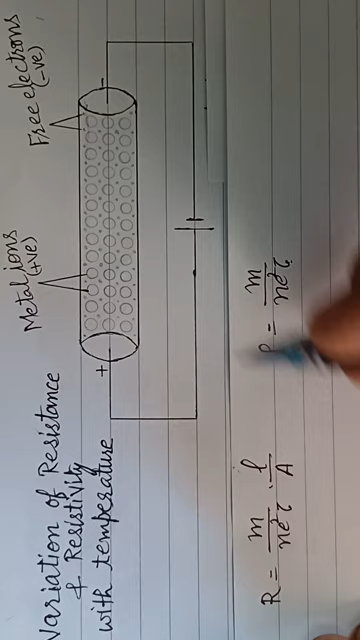 Variation of Resistance
& Resistivity
with temperature
Metal ions
(+ve)
Free electrons
(-ve)
+
-
R = m/ne²τ · l/A
ρ = m/ne²τ